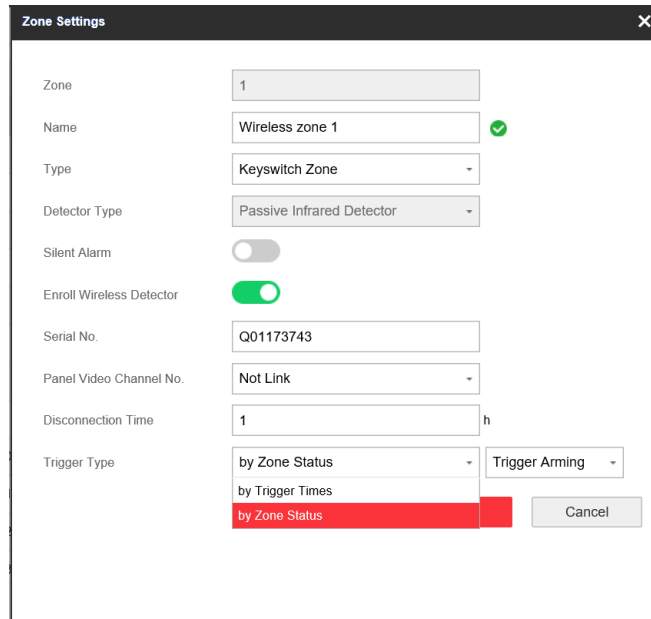 Zone Settings
Zone 1
Name Wireless zone 1
Type Keyswitch Zone
Detector Type Passive Infrared Detector
Silent Alarm
Enroll Wireless Detector
Serial No. Q01173743
Panel Video Channel No. Not Link
Disconnection Time 1 h
Trigger Type by Zone Status Trigger Arming
by Trigger Times
by Zone Status
Cancel